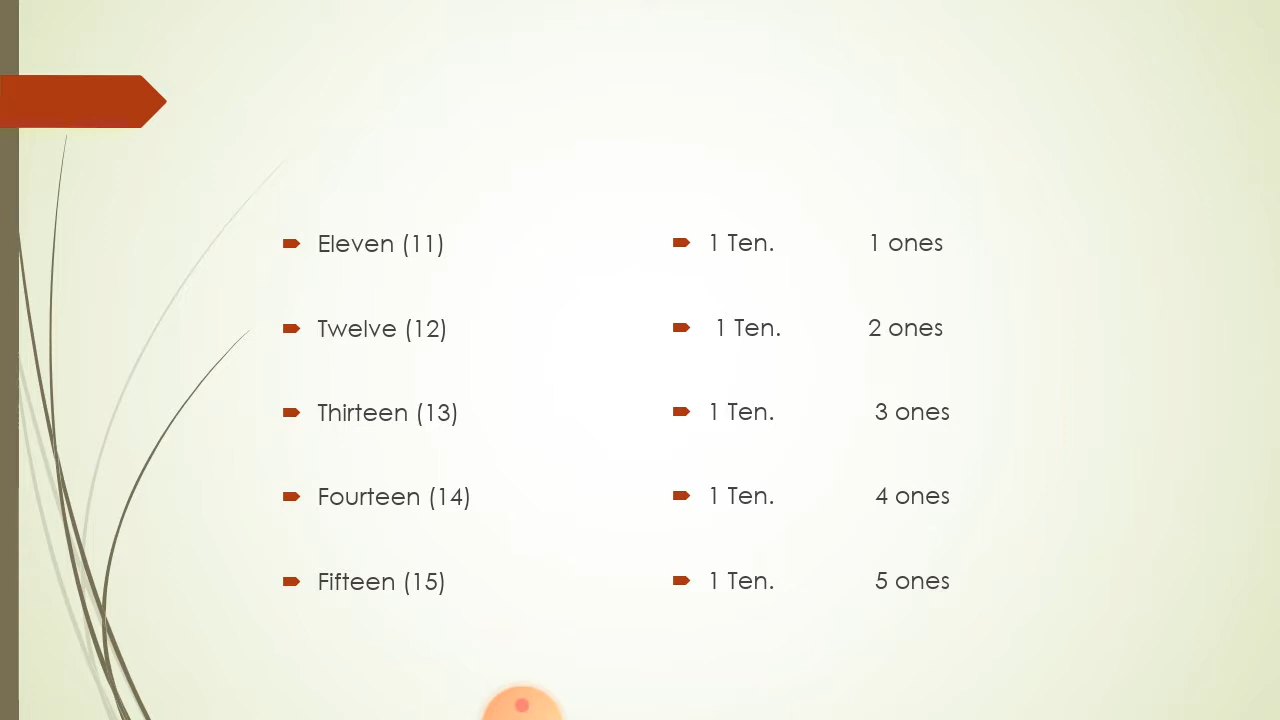 Eleven (11) 1 Ten. 1 ones
Twelve (12) 1 Ten. 2 ones
Thirteen (13) 1 Ten. 3 ones
Fourteen (14) 1 Ten. 4 ones
Fifteen (15) 1 Ten. 5 ones